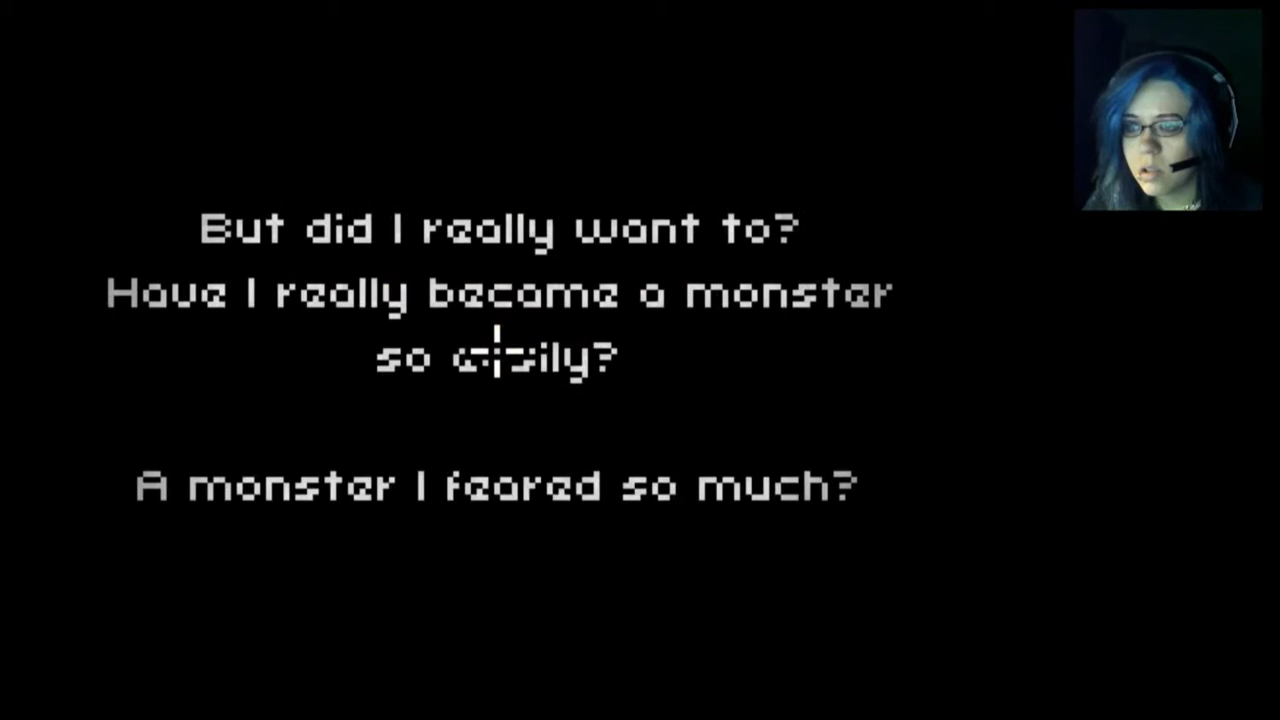 But did I really want to?
Have I really became a monster
so easily?
A monster I feared so much?